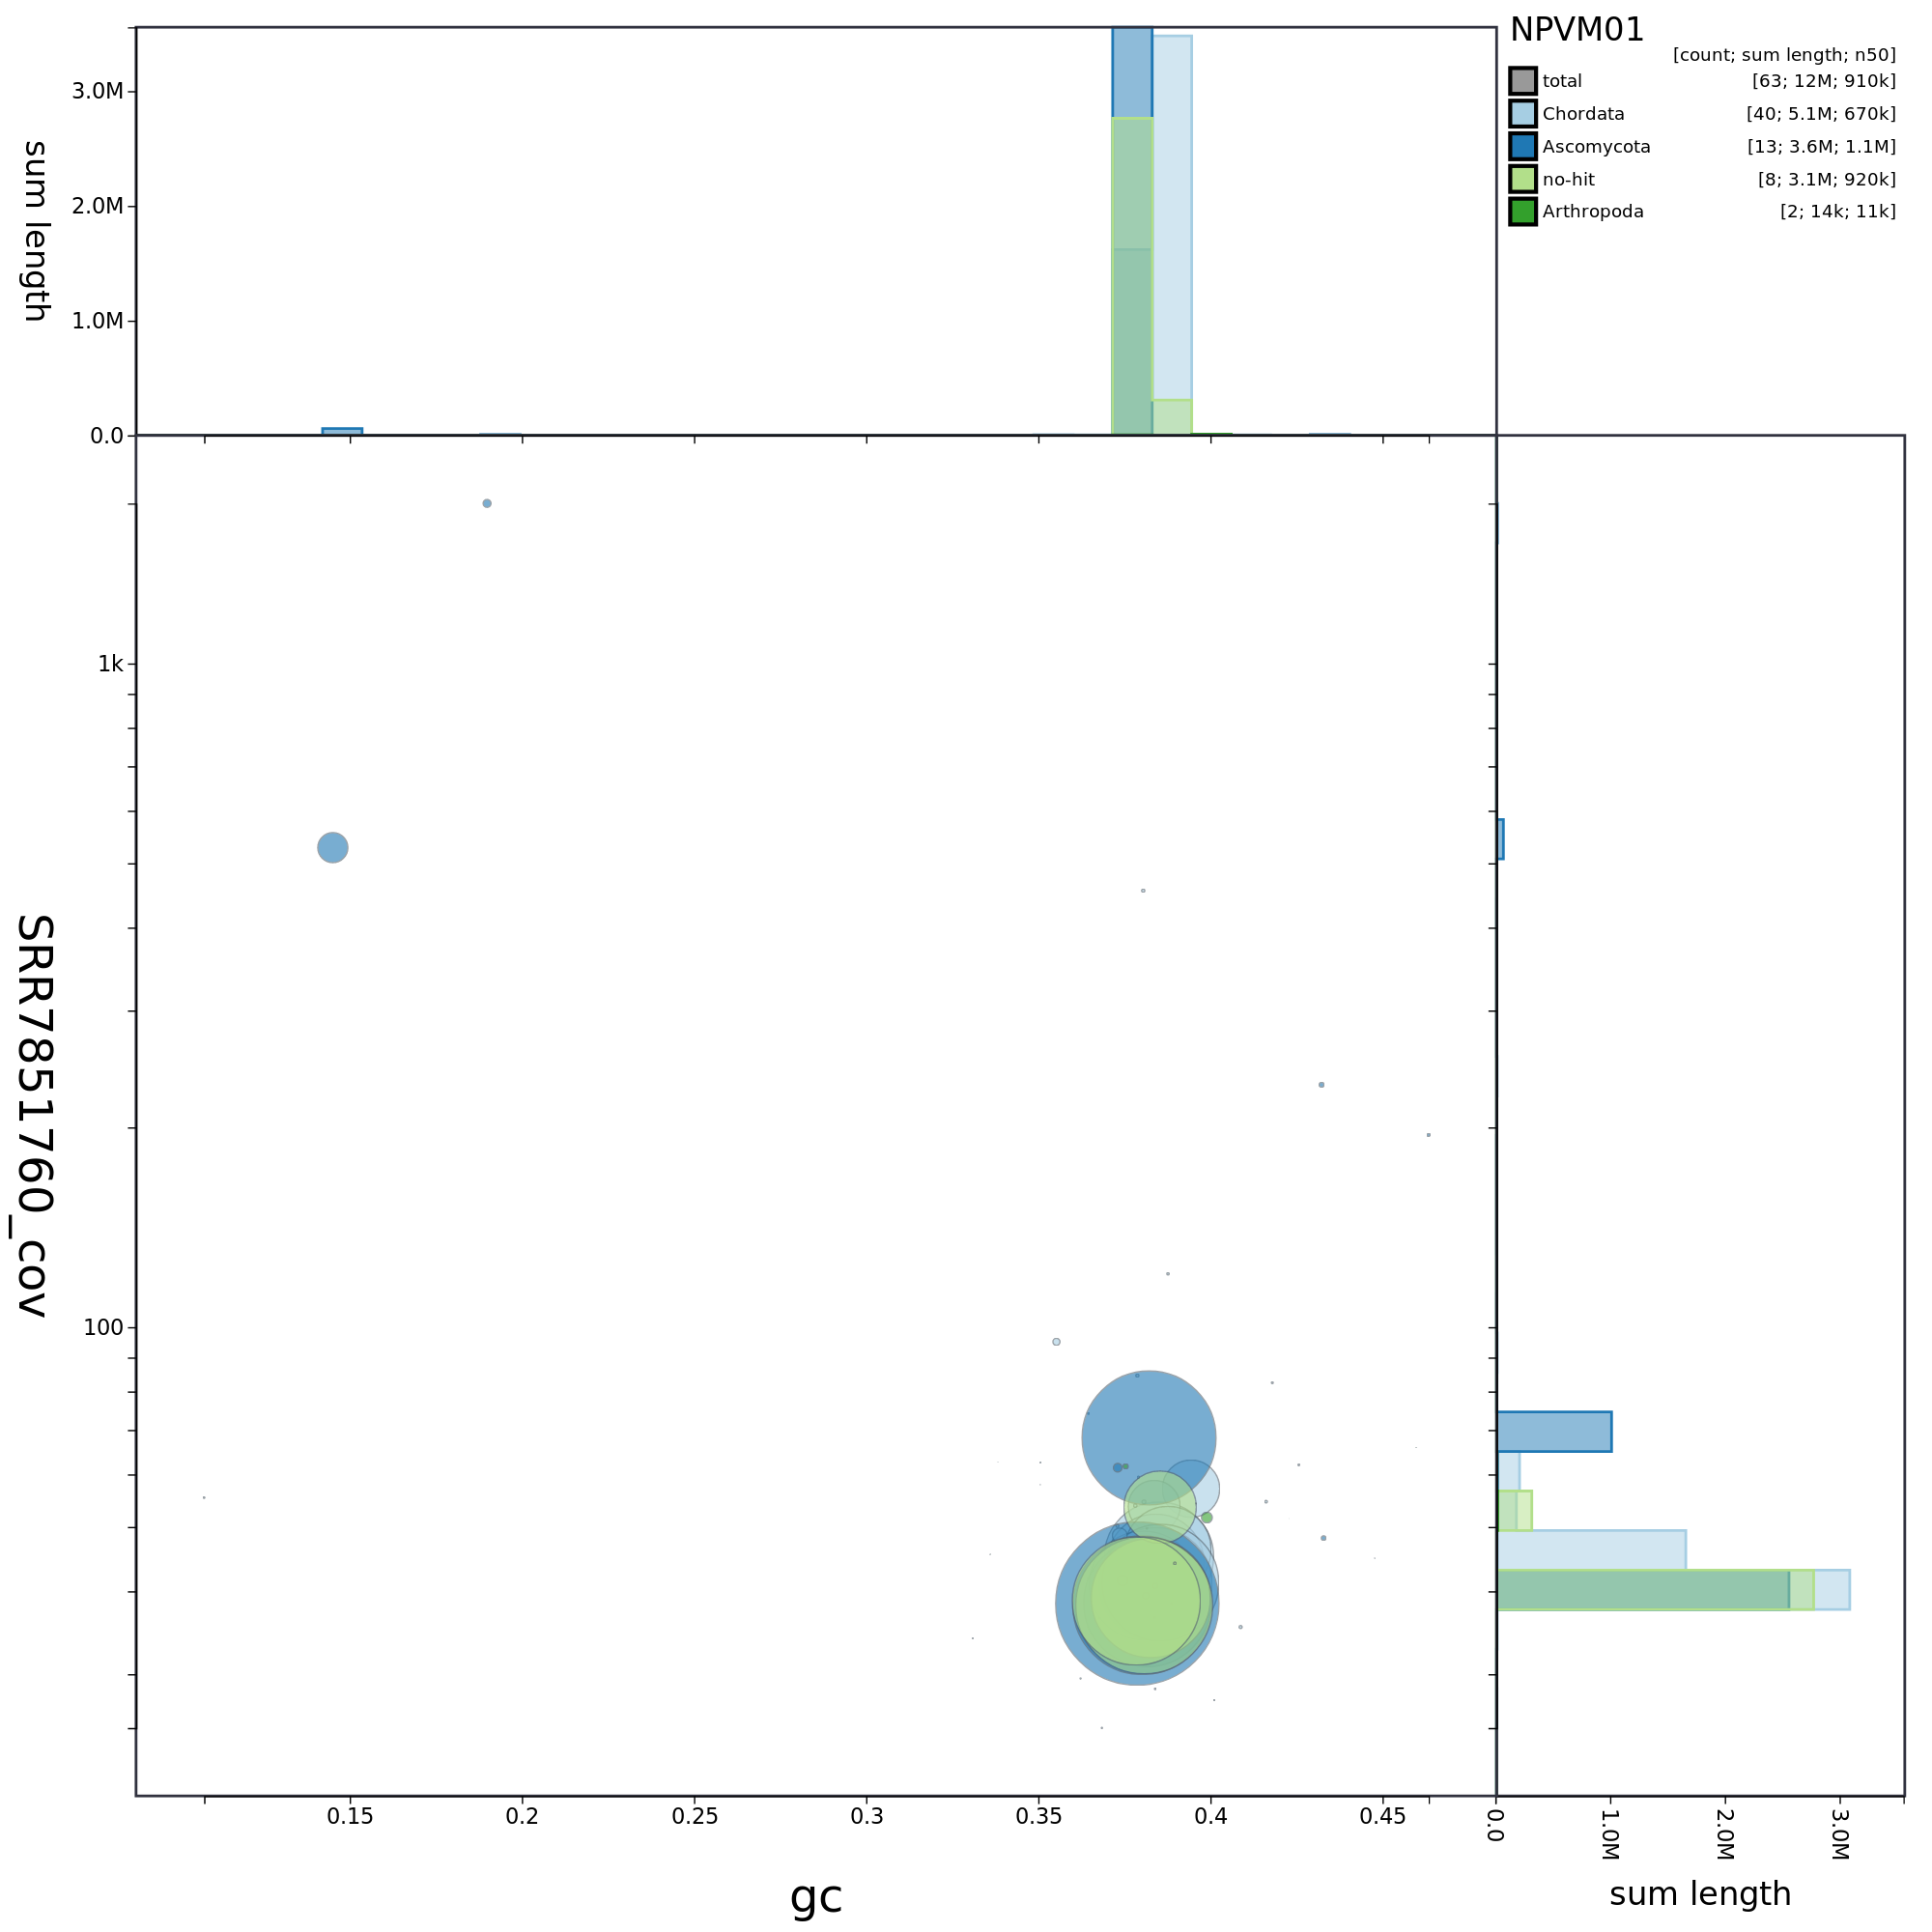 NPVM01
[count; sum length; n50]
total [63; 12M; 910k]
Chordata [40; 5.1M; 670k]
Ascomycota [13; 3.6M; 1.1M]
no-hit [8; 3.1M; 920k]
Arthropoda [2; 14k; 11k]
sum length
3.0M
2.0M
1.0M
0.0
SRR7851760_cov
1k
100
0.15 0.2 0.25 0.3 0.35 0.4 0.45
gc
0.0 1.0M 2.0M 3.0M
sum length